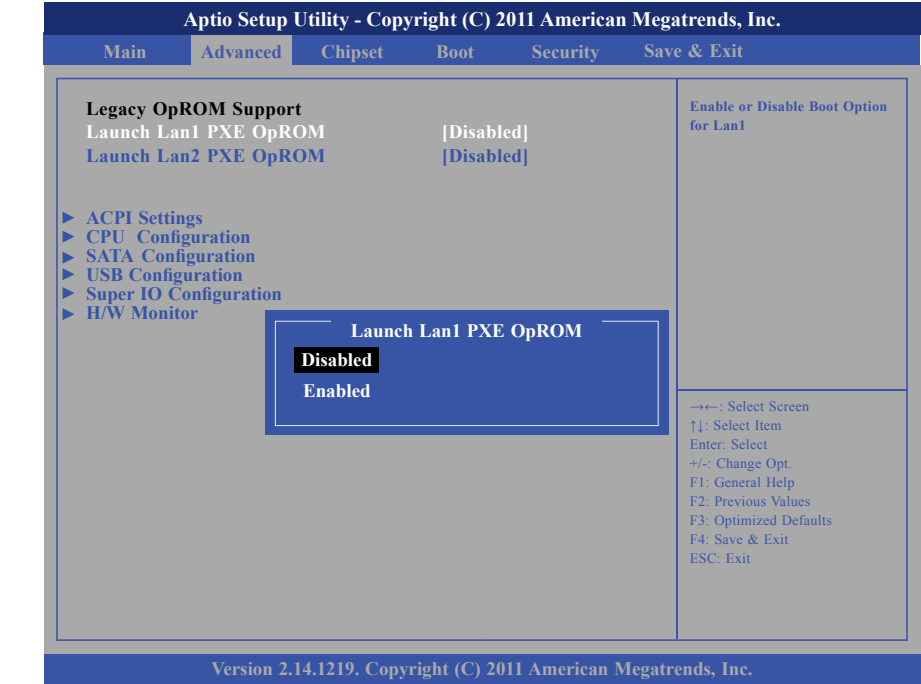 Aptio Setup Utility - Copyright (C) 2011 American Megatrends, Inc.
Main Advanced Chipset Boot Security Save & Exit
Legacy OpROM Support
Launch Lan1 PXE OpROM [Disabled]
Launch Lan2 PXE OpROM [Disabled]
► ACPI Settings
► CPU Configuration
► SATA Configuration
► USB Configuration
► Super IO Configuration
► H/W Monitor
Launch Lan1 PXE OpROM
Disabled
Enabled
Enable or Disable Boot Option
for Lan1
→←: Select Screen
↑↓: Select Item
Enter: Select
+/-: Change Opt.
F1: General Help
F2: Previous Values
F3: Optimized Defaults
F4: Save & Exit
ESC: Exit
Version 2.14.1219. Copyright (C) 2011 American Megatrends, Inc.